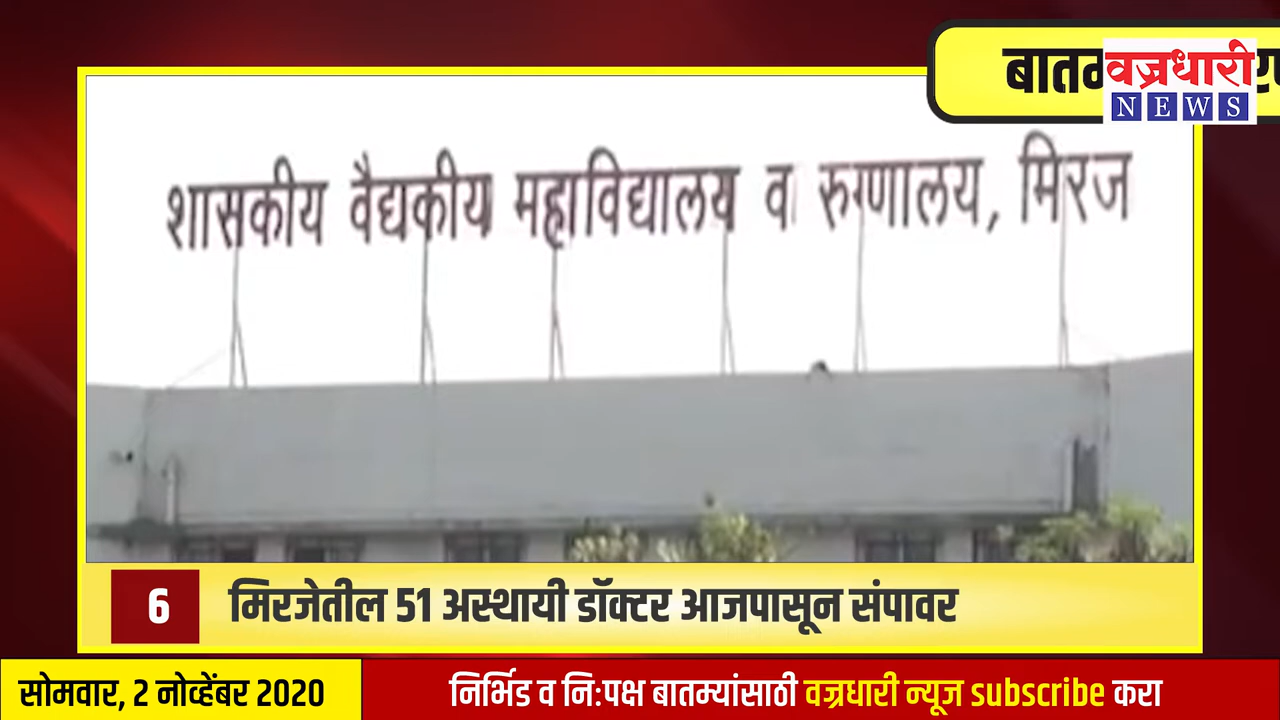 वज्रधारी
NEWS
शासकीय वैद्यकीय महाविद्यालय व रुग्णालय, मिरज
6 मिरजेतील 51 अस्थायी डॉक्टर आजपासून संपावर
सोमवार, 2 नोव्हेंबर 2020 निर्भिड व नि:पक्ष बातम्यांसाठी वज्रधारी न्यूज subscribe करा